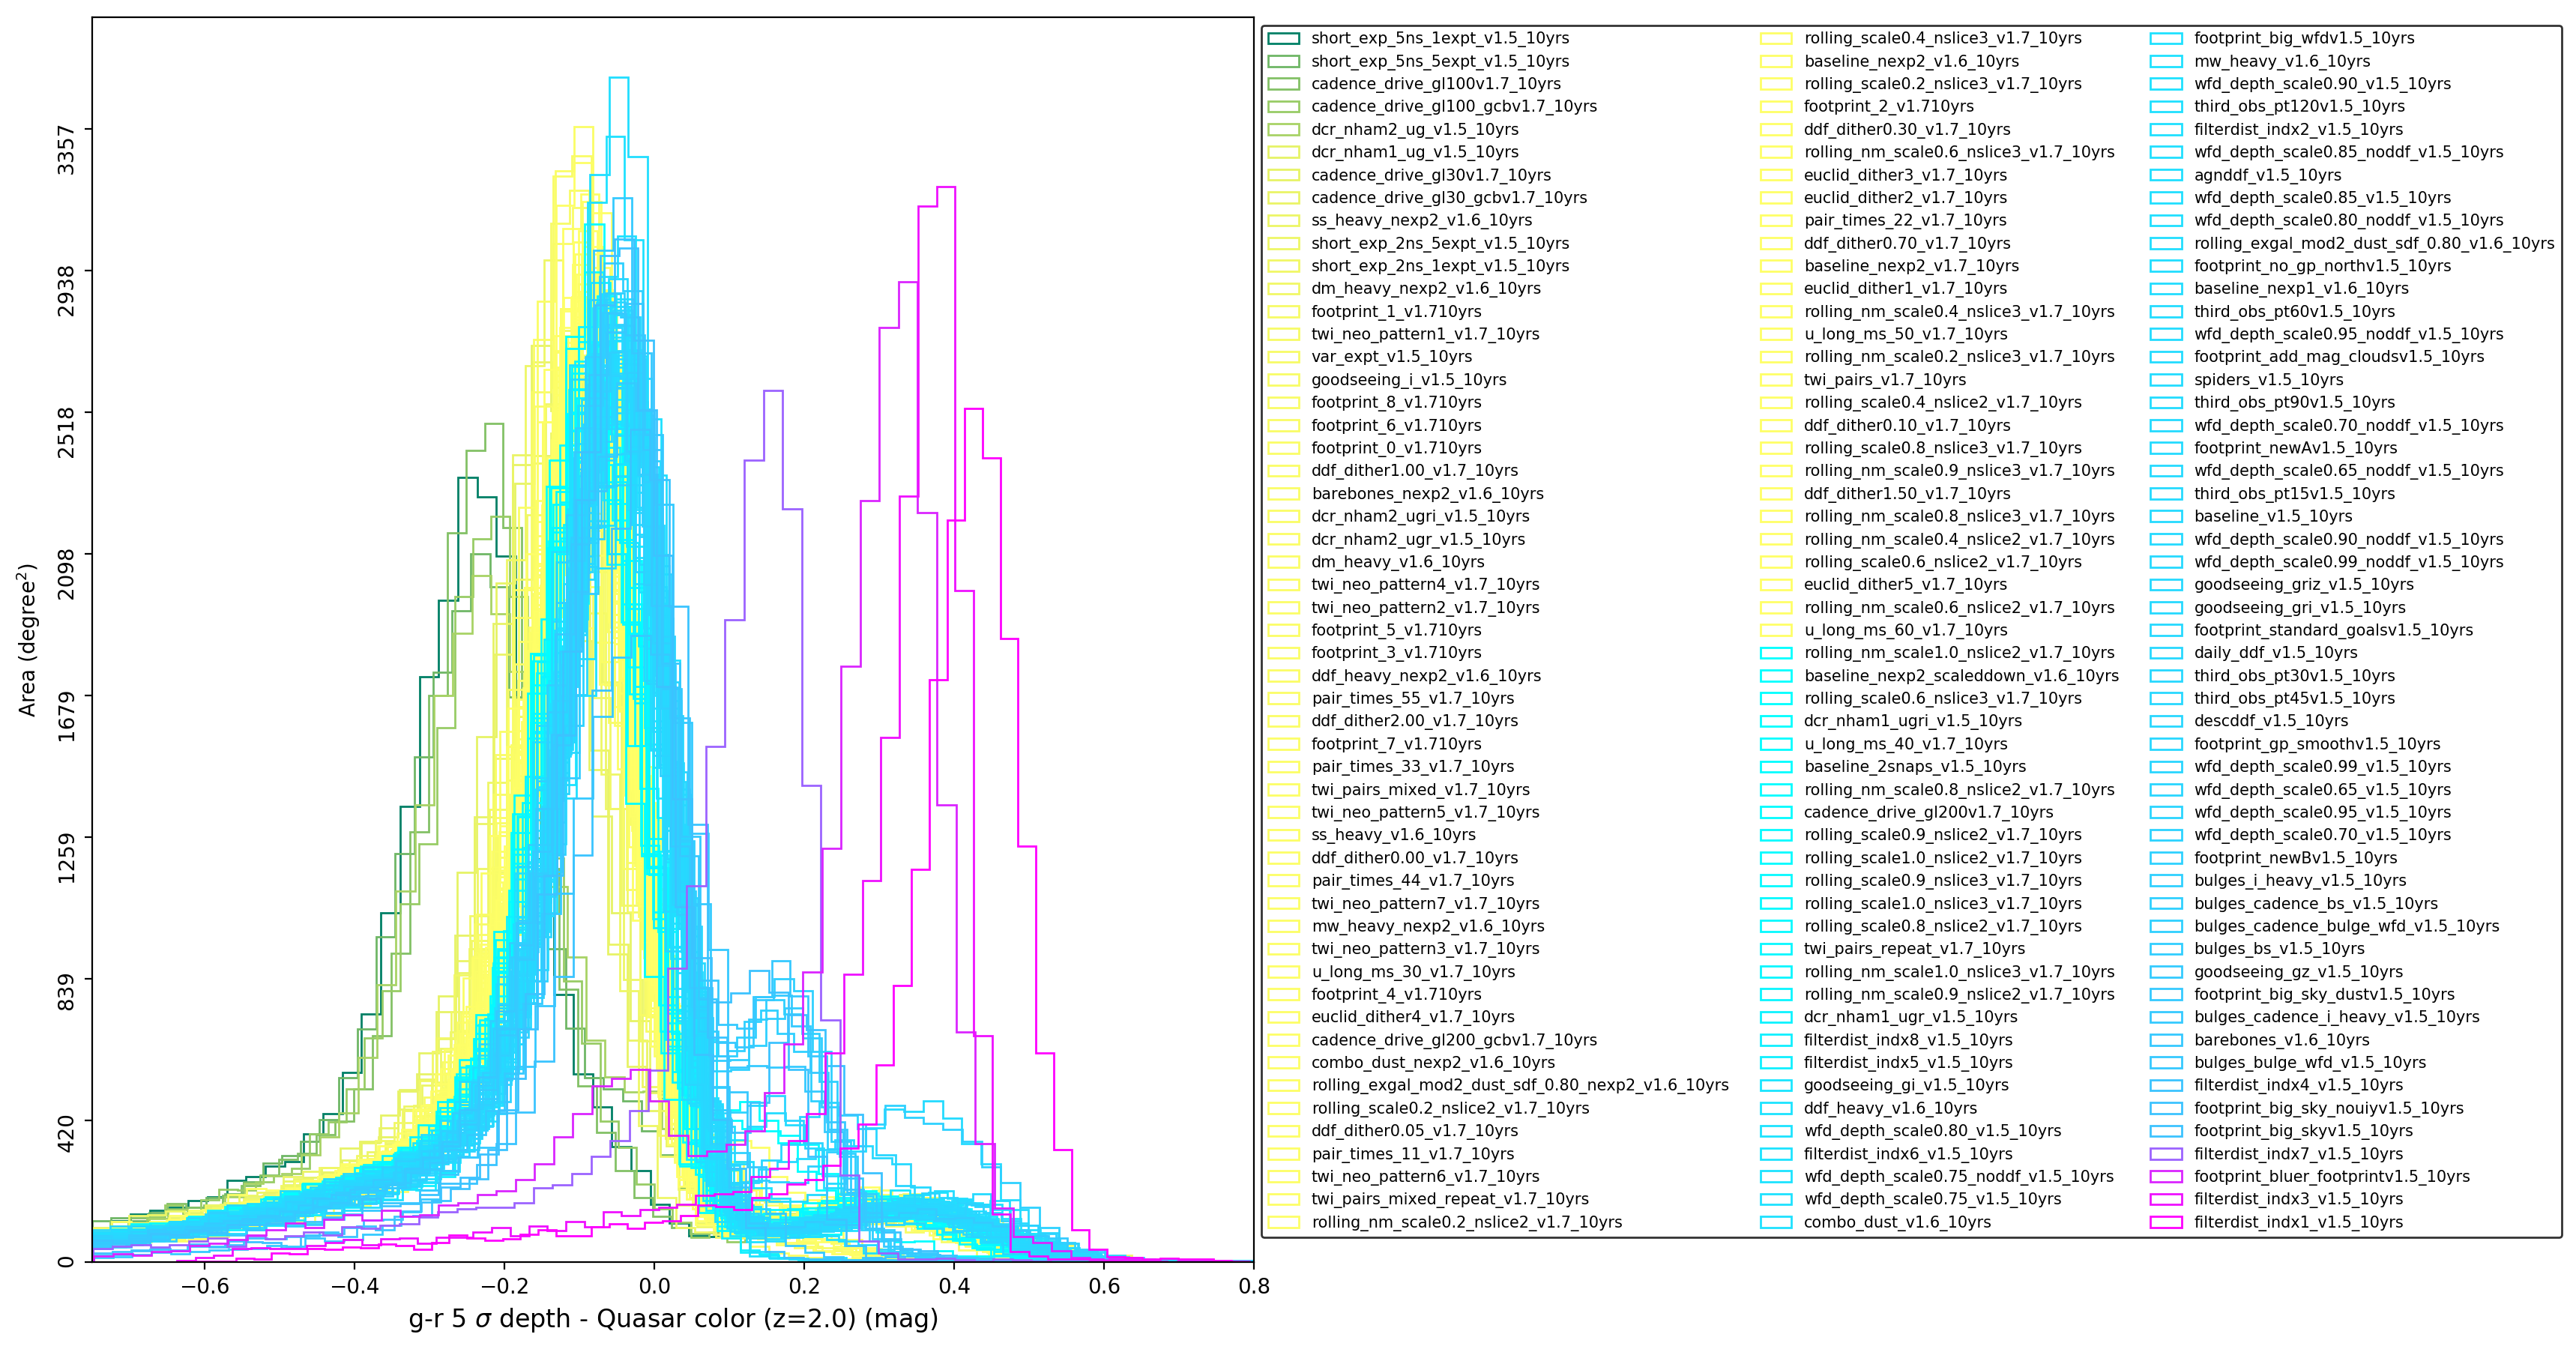 3357
2938
2518
2098
1679
1259
839
420
0
Area (degree²)
−0.6
−0.4
−0.2
0.0
0.2
0.4
0.6
0.8
g-r 5 σ depth - Quasar color (z=2.0) (mag)
short_exp_5ns_1expt_v1.5_10yrs
short_exp_5ns_5expt_v1.5_10yrs
cadence_drive_gl100v1.7_10yrs
cadence_drive_gl100_gcbv1.7_10yrs
dcr_nham2_ug_v1.5_10yrs
dcr_nham1_ug_v1.5_10yrs
cadence_drive_gl30v1.7_10yrs
cadence_drive_gl30_gcbv1.7_10yrs
ss_heavy_nexp2_v1.6_10yrs
short_exp_2ns_5expt_v1.5_10yrs
short_exp_2ns_1expt_v1.5_10yrs
dm_heavy_nexp2_v1.6_10yrs
footprint_1_v1.710yrs
twi_neo_pattern1_v1.7_10yrs
var_expt_v1.5_10yrs
goodseeing_i_v1.5_10yrs
footprint_8_v1.710yrs
footprint_6_v1.710yrs
footprint_0_v1.710yrs
ddf_dither1.00_v1.7_10yrs
barebones_nexp2_v1.6_10yrs
dcr_nham2_ugri_v1.5_10yrs
dcr_nham2_ugr_v1.5_10yrs
dm_heavy_v1.6_10yrs
twi_neo_pattern4_v1.7_10yrs
twi_neo_pattern2_v1.7_10yrs
footprint_5_v1.710yrs
footprint_3_v1.710yrs
ddf_heavy_nexp2_v1.6_10yrs
pair_times_55_v1.7_10yrs
ddf_dither2.00_v1.7_10yrs
footprint_7_v1.710yrs
pair_times_33_v1.7_10yrs
twi_pairs_mixed_v1.7_10yrs
twi_neo_pattern5_v1.7_10yrs
ss_heavy_v1.6_10yrs
ddf_dither0.00_v1.7_10yrs
pair_times_44_v1.7_10yrs
twi_neo_pattern7_v1.7_10yrs
mw_heavy_nexp2_v1.6_10yrs
twi_neo_pattern3_v1.7_10yrs
u_long_ms_30_v1.7_10yrs
footprint_4_v1.710yrs
euclid_dither4_v1.7_10yrs
cadence_drive_gl200_gcbv1.7_10yrs
combo_dust_nexp2_v1.6_10yrs
rolling_exgal_mod2_dust_sdf_0.80_nexp2_v1.6_10yrs
rolling_scale0.2_nslice2_v1.7_10yrs
ddf_dither0.05_v1.7_10yrs
pair_times_11_v1.7_10yrs
twi_neo_pattern6_v1.7_10yrs
twi_pairs_mixed_repeat_v1.7_10yrs
rolling_nm_scale0.2_nslice2_v1.7_10yrs
rolling_scale0.4_nslice3_v1.7_10yrs
baseline_nexp2_v1.6_10yrs
rolling_scale0.2_nslice3_v1.7_10yrs
footprint_2_v1.710yrs
ddf_dither0.30_v1.7_10yrs
rolling_nm_scale0.6_nslice3_v1.7_10yrs
euclid_dither3_v1.7_10yrs
euclid_dither2_v1.7_10yrs
pair_times_22_v1.7_10yrs
ddf_dither0.70_v1.7_10yrs
baseline_nexp2_v1.7_10yrs
euclid_dither1_v1.7_10yrs
rolling_nm_scale0.4_nslice3_v1.7_10yrs
u_long_ms_50_v1.7_10yrs
rolling_nm_scale0.2_nslice3_v1.7_10yrs
twi_pairs_v1.7_10yrs
rolling_scale0.4_nslice2_v1.7_10yrs
ddf_dither0.10_v1.7_10yrs
rolling_scale0.8_nslice3_v1.7_10yrs
rolling_nm_scale0.9_nslice3_v1.7_10yrs
ddf_dither1.50_v1.7_10yrs
rolling_nm_scale0.8_nslice3_v1.7_10yrs
rolling_nm_scale0.4_nslice2_v1.7_10yrs
rolling_scale0.6_nslice2_v1.7_10yrs
euclid_dither5_v1.7_10yrs
rolling_nm_scale0.6_nslice2_v1.7_10yrs
u_long_ms_60_v1.7_10yrs
rolling_nm_scale1.0_nslice2_v1.7_10yrs
baseline_nexp2_scaleddown_v1.6_10yrs
rolling_scale0.6_nslice3_v1.7_10yrs
dcr_nham1_ugri_v1.5_10yrs
u_long_ms_40_v1.7_10yrs
baseline_2snaps_v1.5_10yrs
rolling_nm_scale0.8_nslice2_v1.7_10yrs
cadence_drive_gl200v1.7_10yrs
rolling_scale0.9_nslice2_v1.7_10yrs
rolling_scale1.0_nslice2_v1.7_10yrs
rolling_scale0.9_nslice3_v1.7_10yrs
rolling_scale1.0_nslice3_v1.7_10yrs
rolling_scale0.8_nslice2_v1.7_10yrs
twi_pairs_repeat_v1.7_10yrs
rolling_nm_scale1.0_nslice3_v1.7_10yrs
rolling_nm_scale0.9_nslice2_v1.7_10yrs
dcr_nham1_ugr_v1.5_10yrs
filterdist_indx8_v1.5_10yrs
filterdist_indx5_v1.5_10yrs
goodseeing_gi_v1.5_10yrs
ddf_heavy_v1.6_10yrs
wfd_depth_scale0.80_v1.5_10yrs
filterdist_indx6_v1.5_10yrs
wfd_depth_scale0.75_noddf_v1.5_10yrs
wfd_depth_scale0.75_v1.5_10yrs
combo_dust_v1.6_10yrs
footprint_big_wfdv1.5_10yrs
mw_heavy_v1.6_10yrs
wfd_depth_scale0.90_v1.5_10yrs
third_obs_pt120v1.5_10yrs
filterdist_indx2_v1.5_10yrs
wfd_depth_scale0.85_noddf_v1.5_10yrs
agnddf_v1.5_10yrs
wfd_depth_scale0.85_v1.5_10yrs
wfd_depth_scale0.80_noddf_v1.5_10yrs
rolling_exgal_mod2_dust_sdf_0.80_v1.6_10yrs
footprint_no_gp_northv1.5_10yrs
baseline_nexp1_v1.6_10yrs
third_obs_pt60v1.5_10yrs
wfd_depth_scale0.95_noddf_v1.5_10yrs
footprint_add_mag_cloudsv1.5_10yrs
spiders_v1.5_10yrs
third_obs_pt90v1.5_10yrs
wfd_depth_scale0.70_noddf_v1.5_10yrs
footprint_newAv1.5_10yrs
wfd_depth_scale0.65_noddf_v1.5_10yrs
third_obs_pt15v1.5_10yrs
baseline_v1.5_10yrs
wfd_depth_scale0.90_noddf_v1.5_10yrs
wfd_depth_scale0.99_noddf_v1.5_10yrs
goodseeing_griz_v1.5_10yrs
goodseeing_gri_v1.5_10yrs
footprint_standard_goalsv1.5_10yrs
daily_ddf_v1.5_10yrs
third_obs_pt30v1.5_10yrs
third_obs_pt45v1.5_10yrs
descddf_v1.5_10yrs
footprint_gp_smoothv1.5_10yrs
wfd_depth_scale0.99_v1.5_10yrs
wfd_depth_scale0.65_v1.5_10yrs
wfd_depth_scale0.95_v1.5_10yrs
wfd_depth_scale0.70_v1.5_10yrs
footprint_newBv1.5_10yrs
bulges_i_heavy_v1.5_10yrs
bulges_cadence_bs_v1.5_10yrs
bulges_cadence_bulge_wfd_v1.5_10yrs
bulges_bs_v1.5_10yrs
goodseeing_gz_v1.5_10yrs
footprint_big_sky_dustv1.5_10yrs
bulges_cadence_i_heavy_v1.5_10yrs
barebones_v1.6_10yrs
bulges_bulge_wfd_v1.5_10yrs
filterdist_indx4_v1.5_10yrs
footprint_big_sky_nouiyv1.5_10yrs
footprint_big_skyv1.5_10yrs
filterdist_indx7_v1.5_10yrs
footprint_bluer_footprintv1.5_10yrs
filterdist_indx3_v1.5_10yrs
filterdist_indx1_v1.5_10yrs